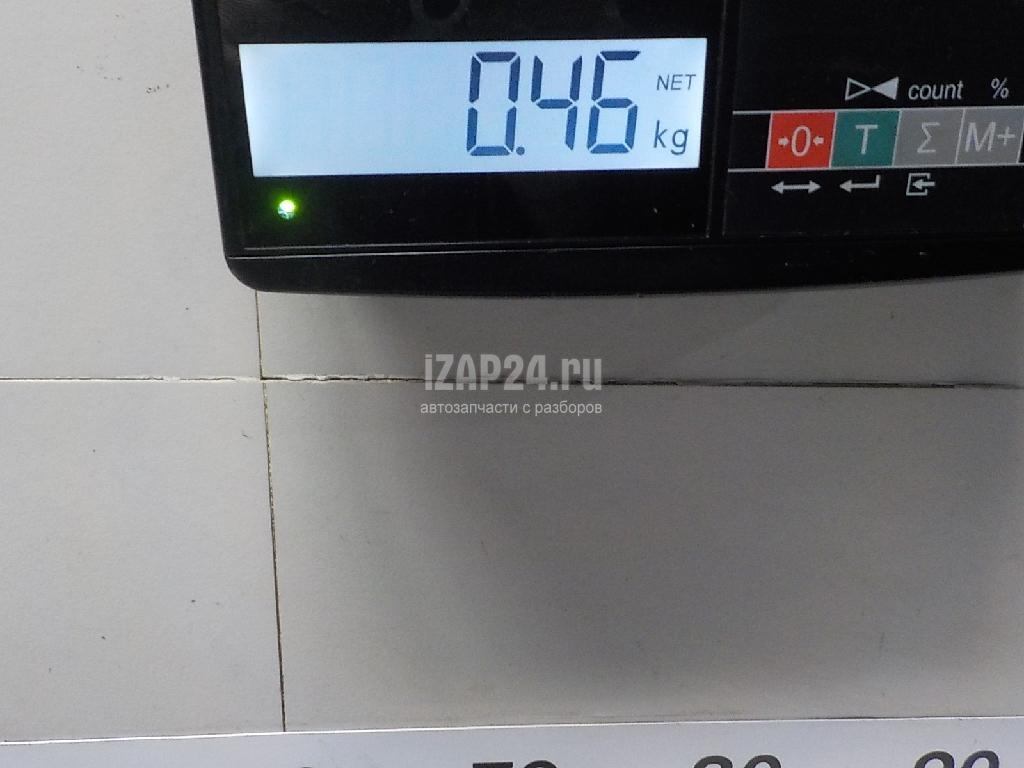 0.46 NET kg
count %
→0← T Σ M+
iZAP24.ru
автозапчасти с разборов